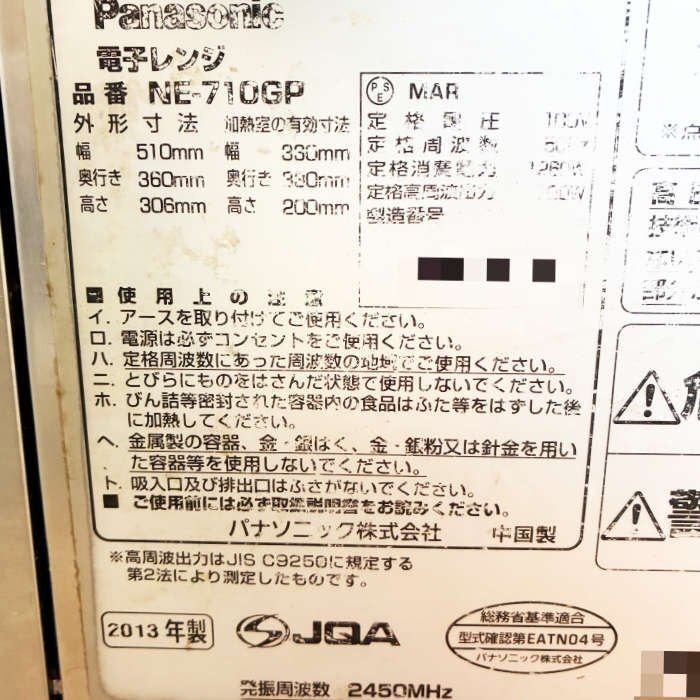 Panasonic
電子レンジ
品番 NE-710GP
外形寸法 加熱室の有効寸法
幅 510mm 幅 330mm
奥行き 360mm 奥行き 330mm
高さ 306mm 高さ 200mm
PSE MAR
定格電圧 100V
定格周波数
定格消費電力 1260W
定格高周波出力
製造番号
■使用上の注意
イ. アースを取り付けてご使用ください。
ロ. 電源は必ずコンセントをご使用ください。
ハ. 定格周波数にあった周波数の地域でご使用ください。
ニ. とびらにものをはさんだ状態で使用しないでください。
ホ. びん詰等密封された容器内の食品はふた等をはずした後
に加熱してください。
ヘ. 金属製の容器、金・銀はく、金・銀粉又は針金を用い
た容器等を使用しないでください。
ト. 吸入口及び排出口はふさがないでください。
■ ご使用前には必ず取扱説明書をお読みください。
パナソニック株式会社 中国製
※高周波出力はJIS C9250に規定する
第2法により測定したものです。
2013年製
JQA
総務省基準適合
型式確認第EATN04号
パナソニック株式会社
発振周波数 2450MHz
※点
警